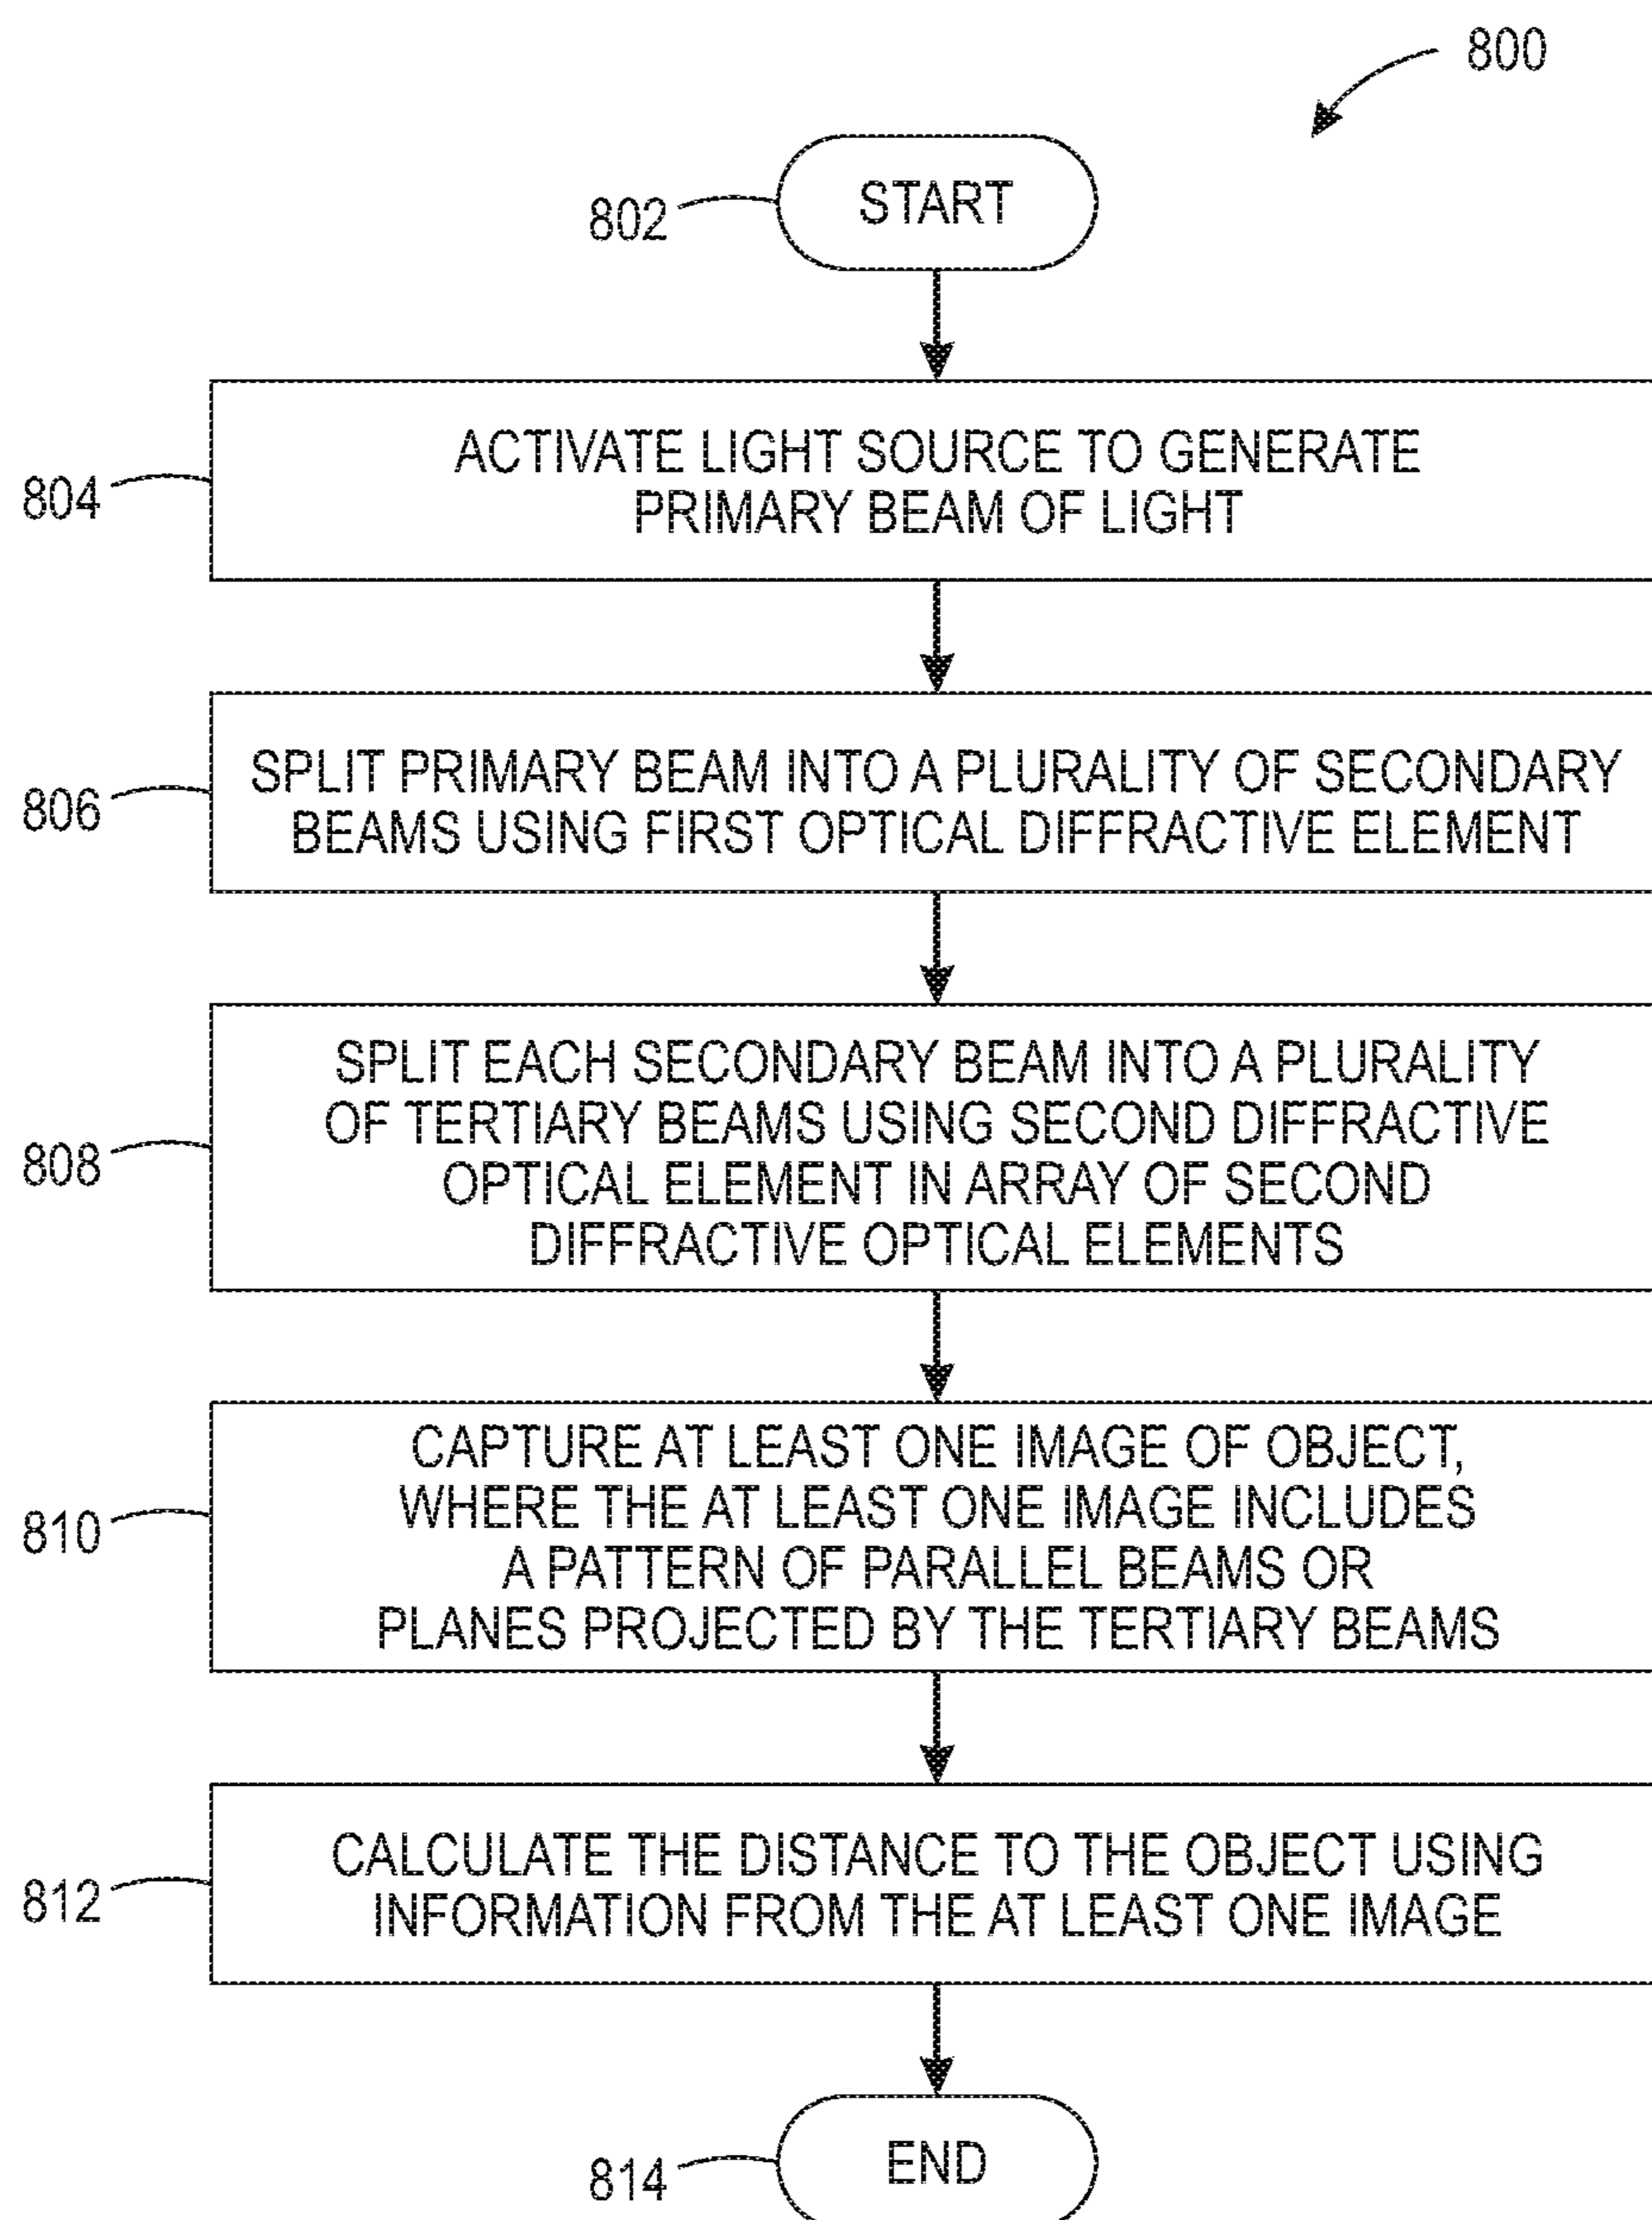 800
802
START
804
ACTIVATE LIGHT SOURCE TO GENERATE
PRIMARY BEAM OF LIGHT
806
SPLIT PRIMARY BEAM INTO A PLURALITY OF SECONDARY
BEAMS USING FIRST OPTICAL DIFFRACTIVE ELEMENT
808
SPLIT EACH SECONDARY BEAM INTO A PLURALITY
OF TERTIARY BEAMS USING SECOND DIFFRACTIVE
OPTICAL ELEMENT IN ARRAY OF SECOND
DIFFRACTIVE OPTICAL ELEMENTS
810
CAPTURE AT LEAST ONE IMAGE OF OBJECT,
WHERE THE AT LEAST ONE IMAGE INCLUDES
A PATTERN OF PARALLEL BEAMS OR
PLANES PROJECTED BY THE TERTIARY BEAMS
812
CALCULATE THE DISTANCE TO THE OBJECT USING
INFORMATION FROM THE AT LEAST ONE IMAGE
814
END